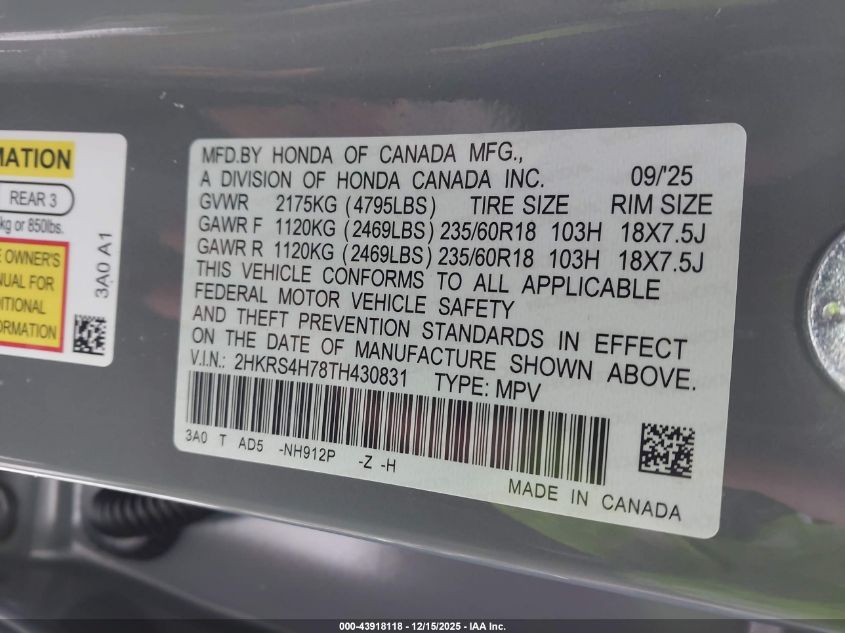 MATION
REAR 3
kg or 850lbs.
E OWNER'S
NUAL FOR
DITIONAL
ORMATION
3A0 A1
MFD.BY HONDA OF CANADA MFG.,
A DIVISION OF HONDA CANADA INC. 09/'25
GVWR 2175KG (4795LBS) TIRE SIZE RIM SIZE
GAWR F 1120KG (2469LBS) 235/60R18 103H 18X7.5J
GAWR R 1120KG (2469LBS) 235/60R18 103H 18X7.5J
THIS VEHICLE CONFORMS TO ALL APPLICABLE
FEDERAL MOTOR VEHICLE SAFETY
AND THEFT PREVENTION STANDARDS IN EFFECT
ON THE DATE OF MANUFACTURE SHOWN ABOVE.
V.I.N.: 2HKRS4H78TH430831 TYPE: MPV
3A0 T AD5 -NH912P -Z -H
MADE IN CANADA
000-43918118 - 12/15/2025 - IAA Inc.